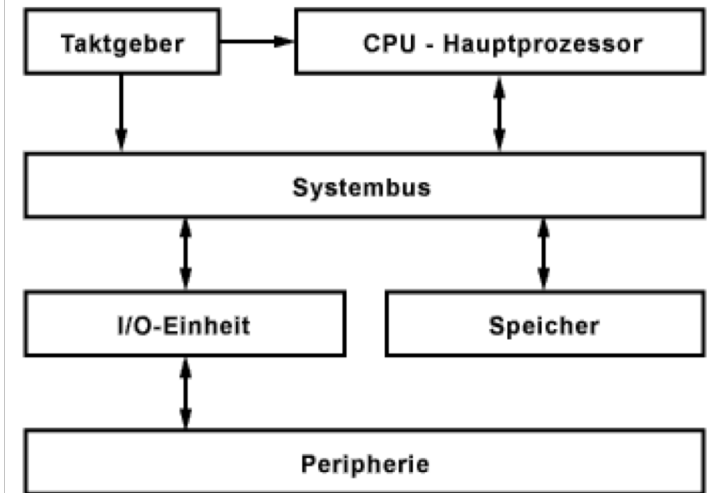 Taktgeber
CPU - Hauptprozessor
Systembus
I/O-Einheit
Speicher
Peripherie